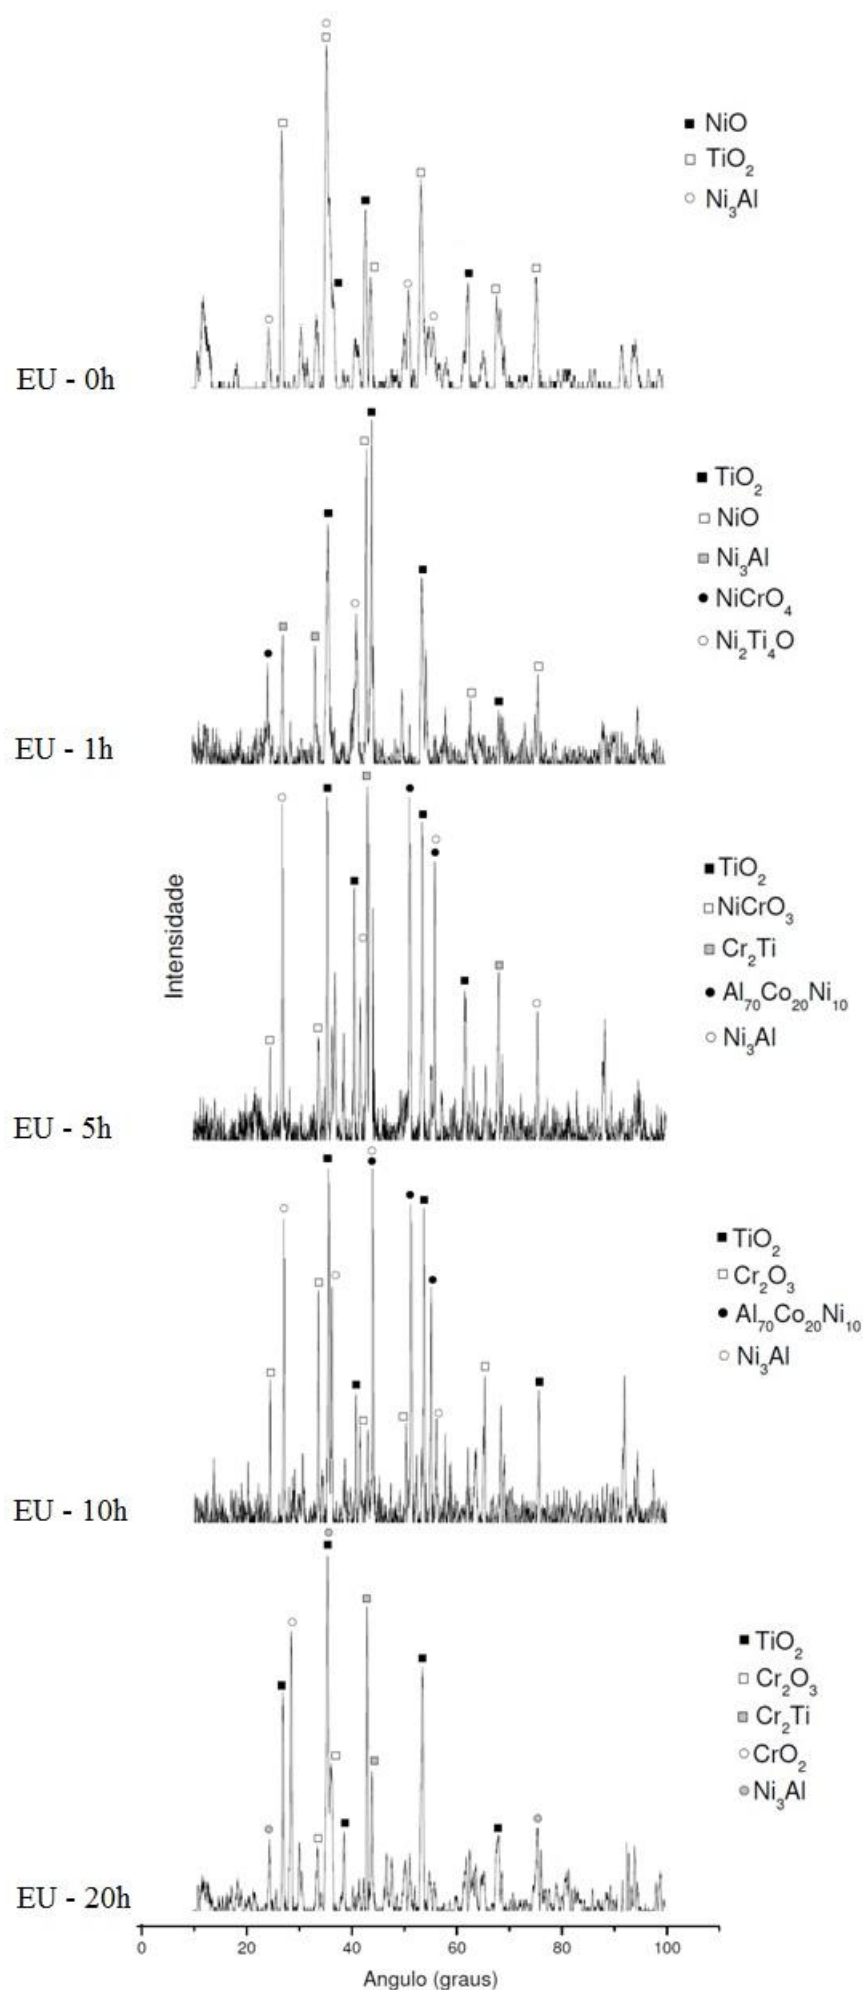 NiO
TiO₂
Ni₃Al
EU - 0h
TiO₂
NiO
Ni₃Al
NiCrO₄
Ni₂Ti₄O
EU - 1h
Intensidade
TiO₂
NiCrO₃
Cr₂Ti
Al₇₀Co₂₀Ni₁₀
Ni₃Al
EU - 5h
TiO₂
Cr₂O₃
Al₇₀Co₂₀Ni₁₀
Ni₃Al
EU - 10h
TiO₂
Cr₂O₃
Cr₂Ti
CrO₂
Ni₃Al
EU - 20h
0 20 40 60 80 100
Angulo (graus)